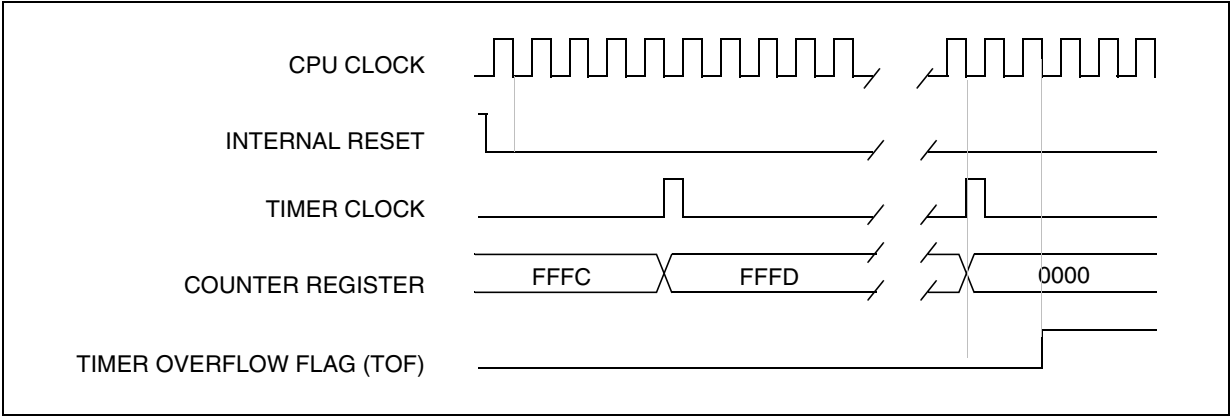 CPU CLOCK
INTERNAL RESET
TIMER CLOCK
COUNTER REGISTER
FFFC
FFFD
0000
TIMER OVERFLOW FLAG (TOF)